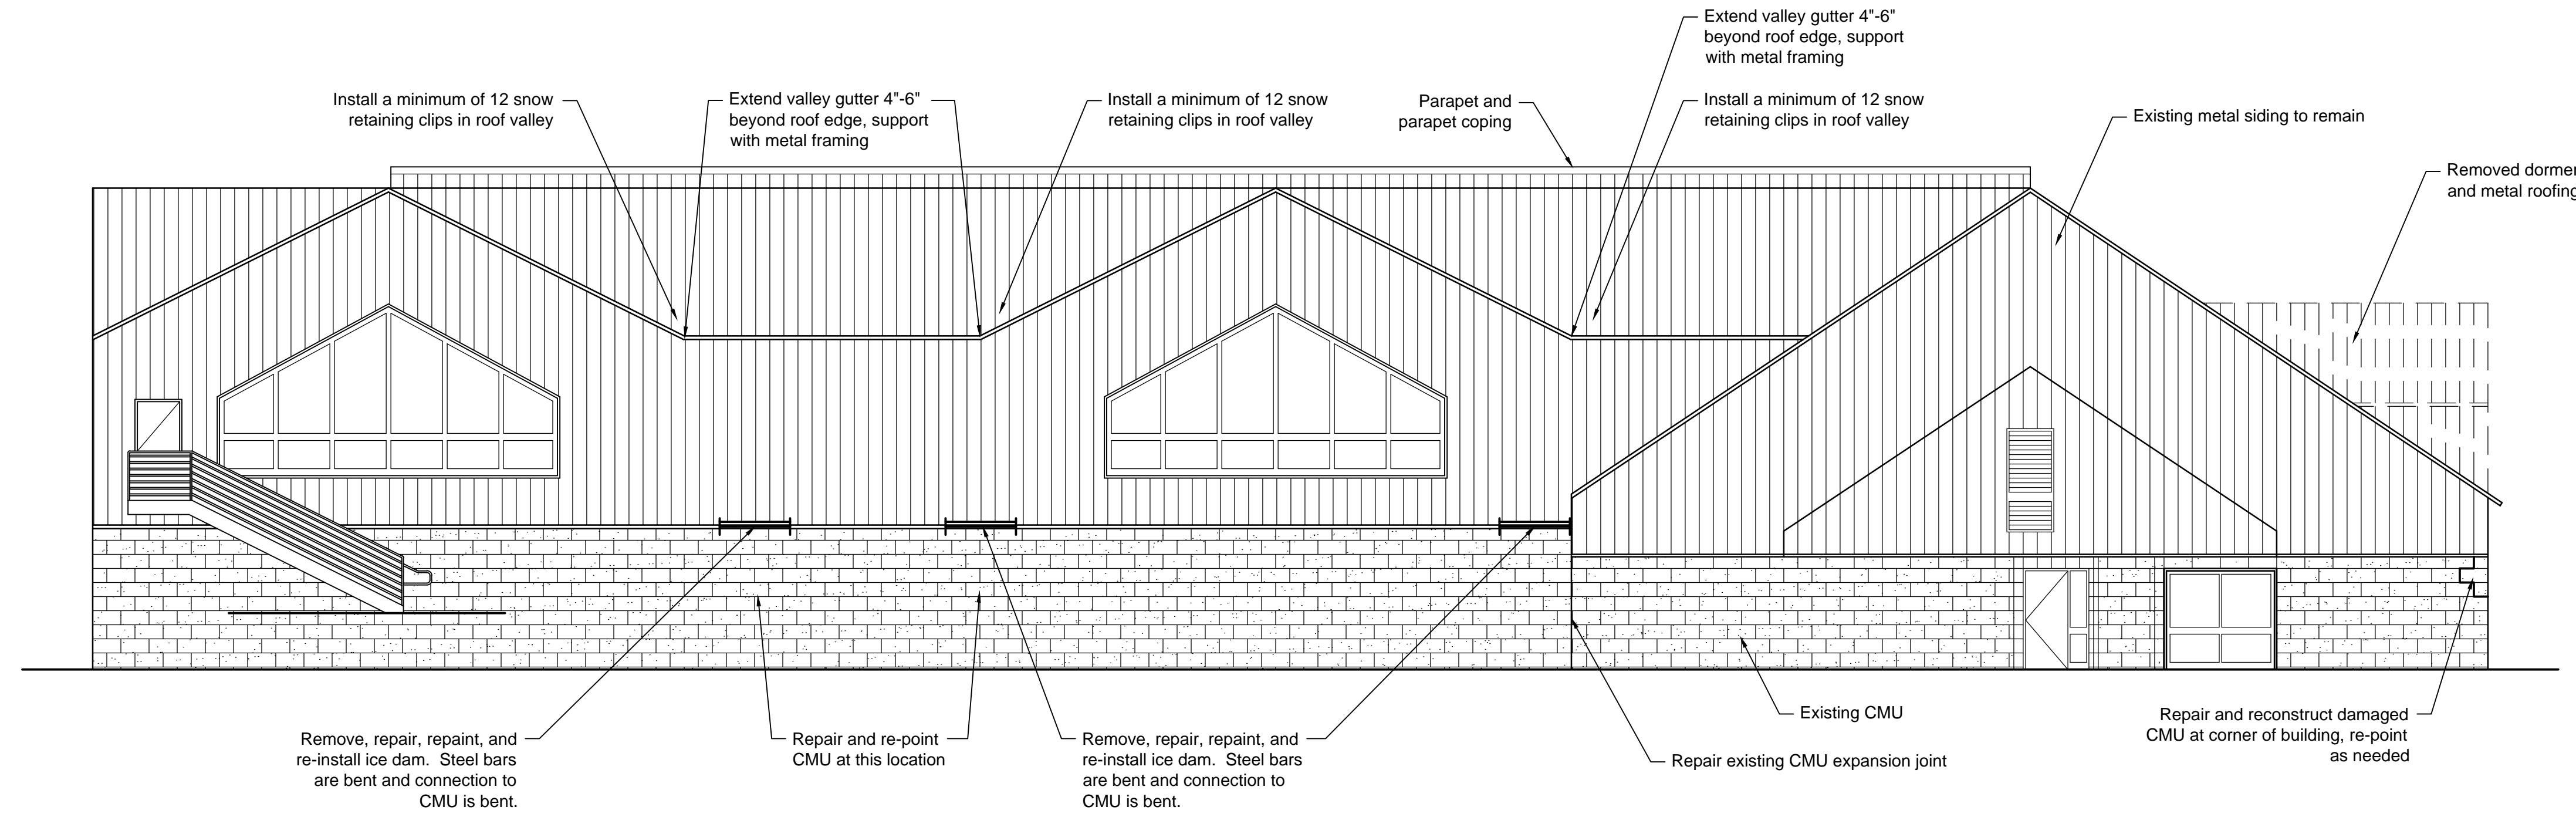 Extend valley gutter 4"-6"
beyond roof edge, support
with metal framing
Install a minimum of 12 snow
retaining clips in roof valley
Extend valley gutter 4"-6"
beyond roof edge, support
with metal framing
Install a minimum of 12 snow
retaining clips in roof valley
Parapet and
parapet coping
Install a minimum of 12 snow
retaining clips in roof valley
Existing metal siding to remain
Removed dormer
and metal roofing
Remove, repair, repaint, and
re-install ice dam. Steel bars
are bent and connection to
CMU is bent.
Repair and re-point
CMU at this location
Remove, repair, repaint, and
re-install ice dam. Steel bars
are bent and connection to
CMU is bent.
Existing CMU
Repair existing CMU expansion joint
Repair and reconstruct damaged
CMU at corner of building, re-point
as needed